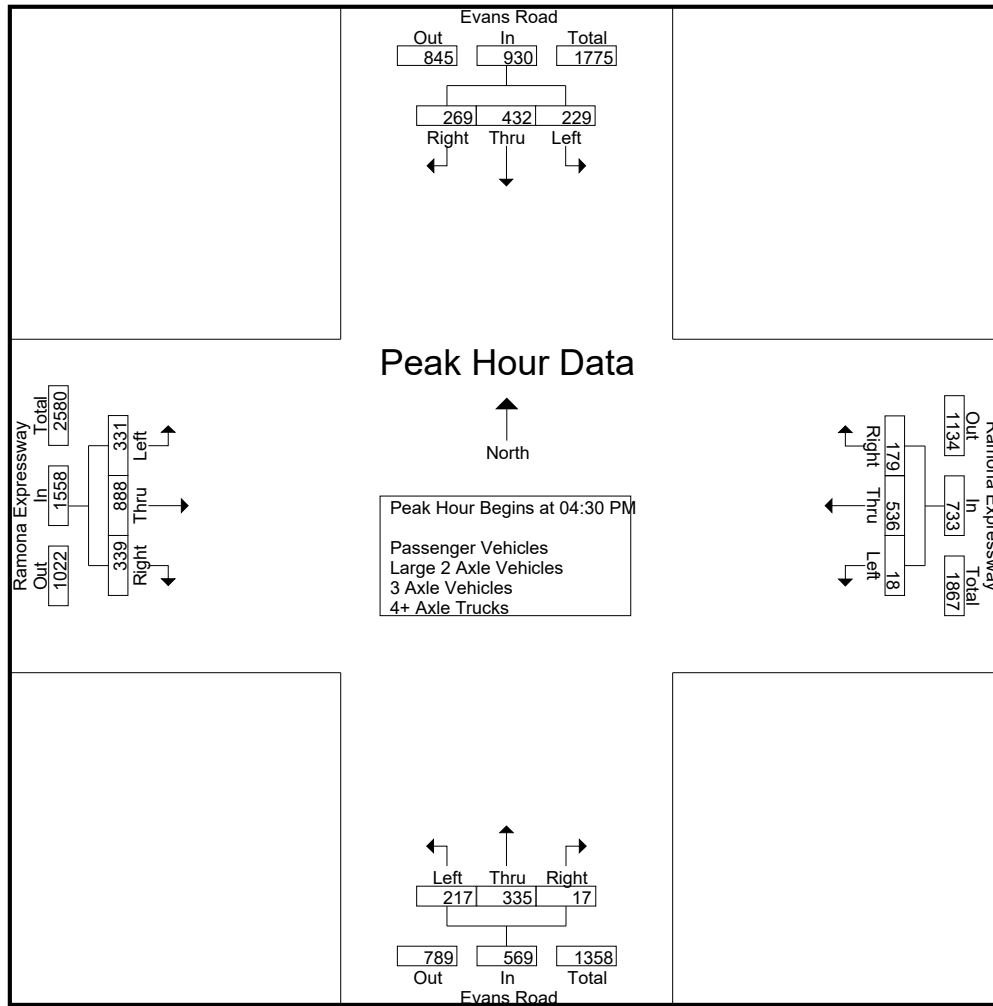 Evans Road
Out In Total
845 930 1775
269 432 229
Right Thru Left
Peak Hour Data
North
Peak Hour Begins at 04:30 PM
Passenger Vehicles
Large 2 Axle Vehicles
3 Axle Vehicles
4+ Axle Trucks
Ramona Expressway
Total In Out
2580 1558 1022
331 888 339
Left Thru Right
Ramona Expressway
Out In Total
1134 733 1867
179 536 18
Right Thru Left
Left Thru Right
217 335 17
789 569 1358
Out In Total
Evans Road